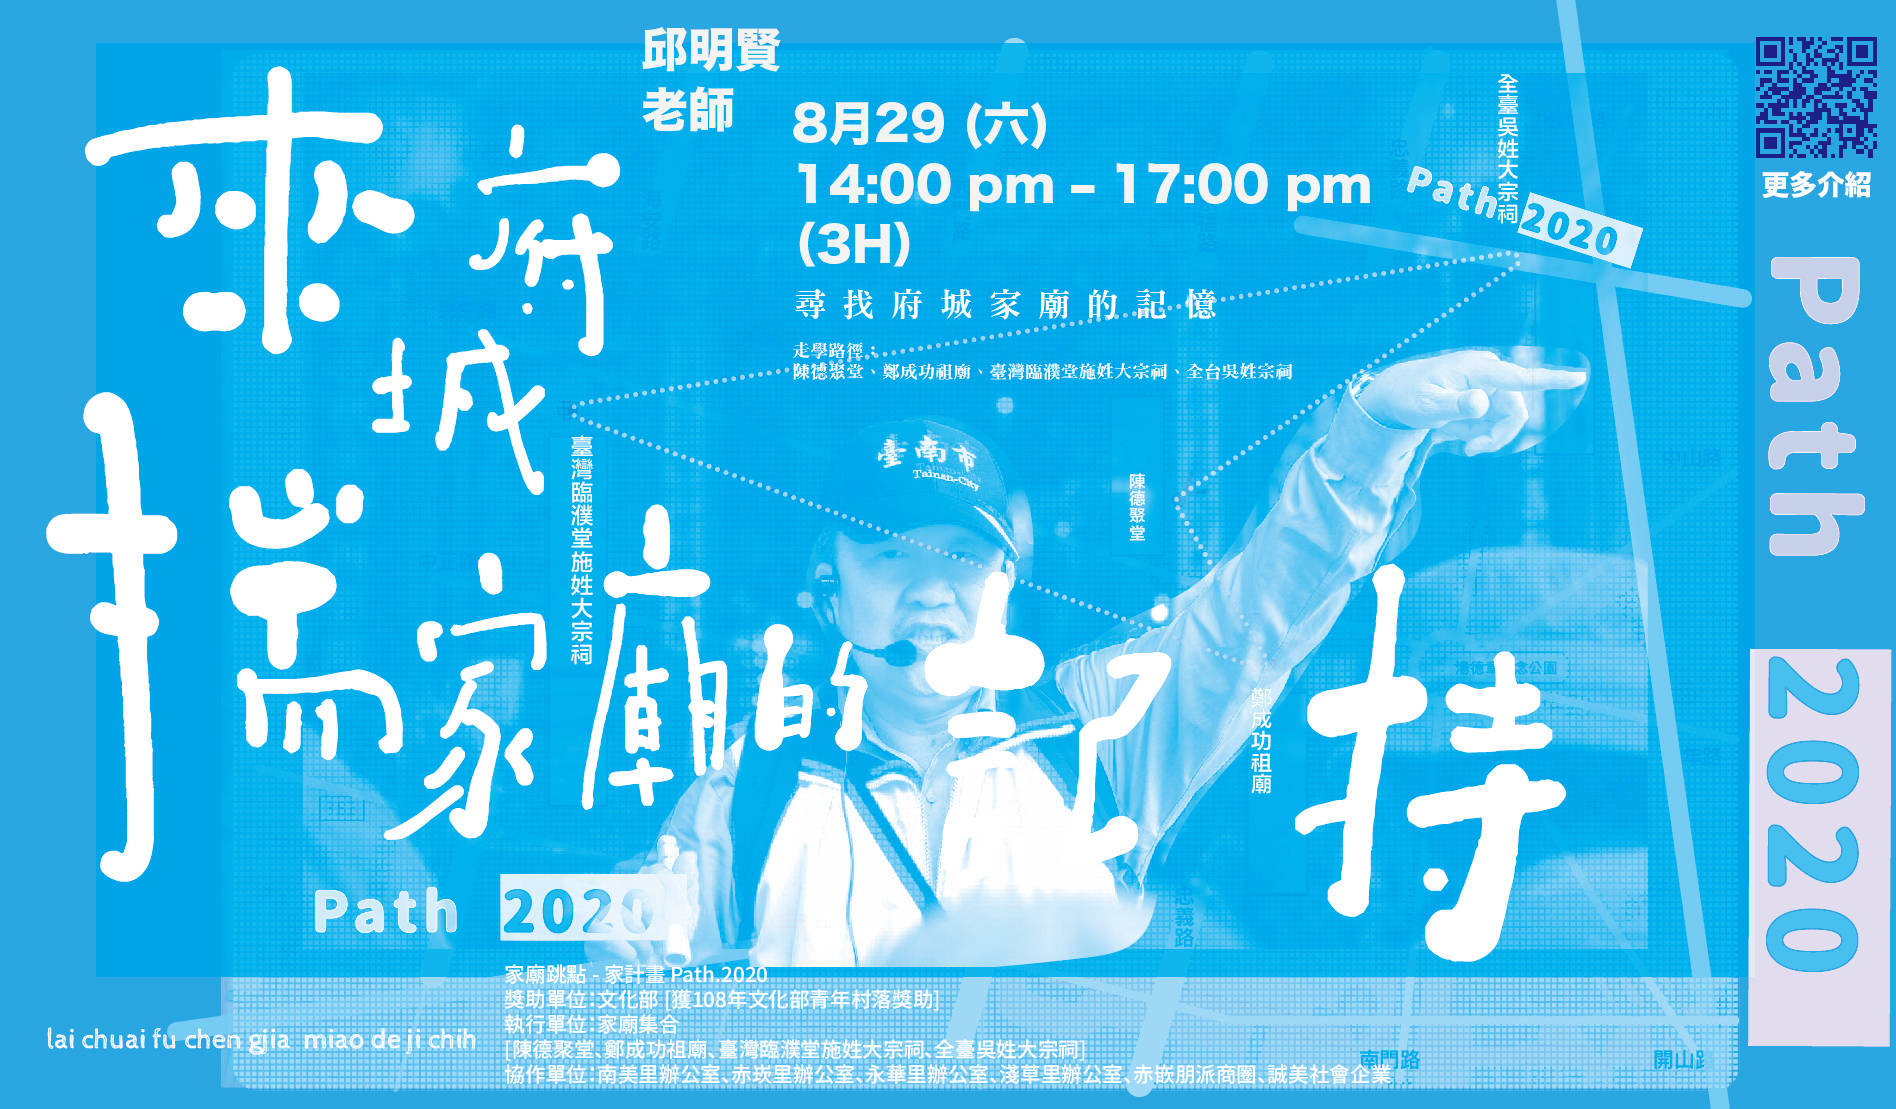 邱明賢
老師
8月29 (六)
14:00 pm – 17:00 pm
(3H)
尋找府城家廟的記憶
走學路徑：
陳德聚堂、鄭成功祖廟、臺灣臨濮堂施姓大宗祠、全台吳姓宗祠
來
府
城
揣
家廟的記持
全臺吳姓大宗祠
Path 2020
更多介紹
Path 2020
臺南市
Tainan-City
臺灣臨濮堂施姓大宗祠
陳德聚堂
鄭成功祖廟
Path 2020
忠義路
家廟跳點 - 家計畫 Path.2020
獎助單位：文化部 [獲108年文化部青年村落獎助]
執行單位：家廟集合
[陳德聚堂、鄭成功祖廟、臺灣臨濮堂施姓大宗祠、全臺吳姓大宗祠]
協作單位：南美里辦公室、赤崁里辦公室、永華里辦公室、淺草里辦公室、赤嵌朋派商圈、誠美社會企業
lai chuai fu chen gjia miao de ji chih
南門路
開山路